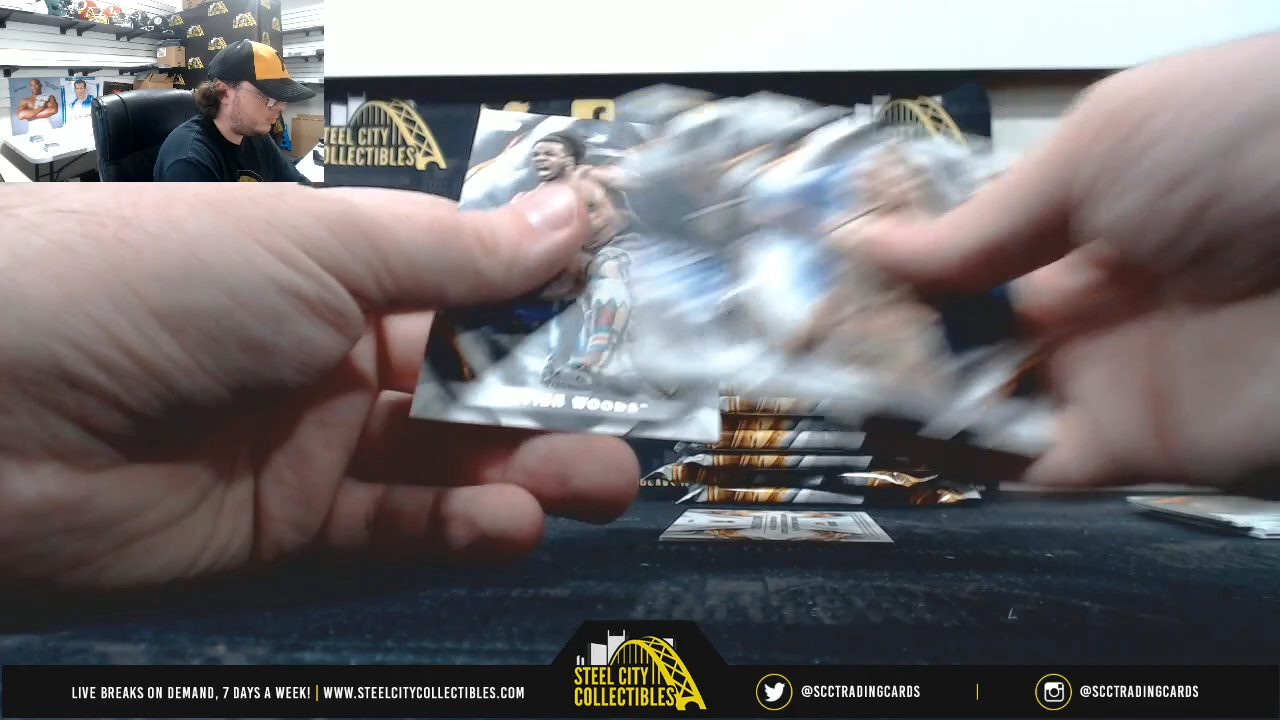 STEEL CITY
COLLECTIBLES
WOODS
LIVE BREAKS ON DEMAND, 7 DAYS A WEEK! | WWW.STEELCITYCOLLECTIBLES.COM
STEEL CITY
COLLECTIBLES
@SCCTRADINGCARDS
@SCCTRADINGCARDS